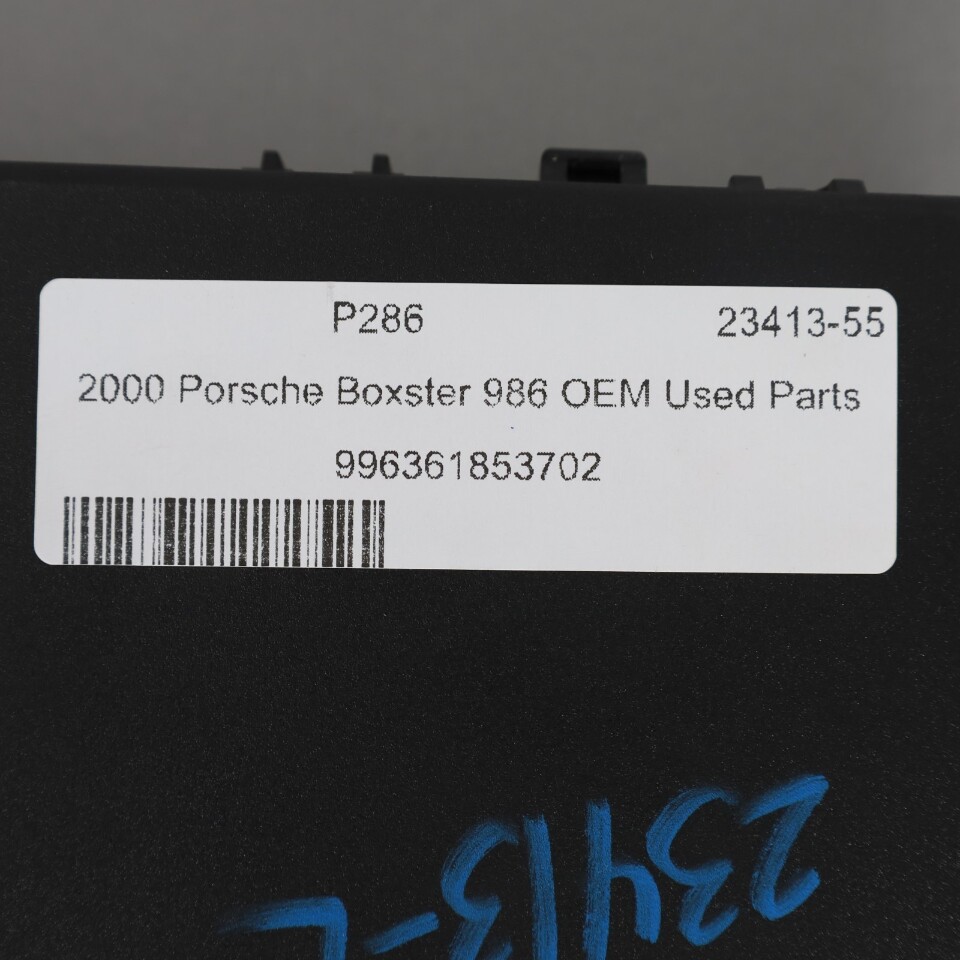 P286 23413-55
2000 Porsche Boxster 986 OEM Used Parts
996361853702
23413-L